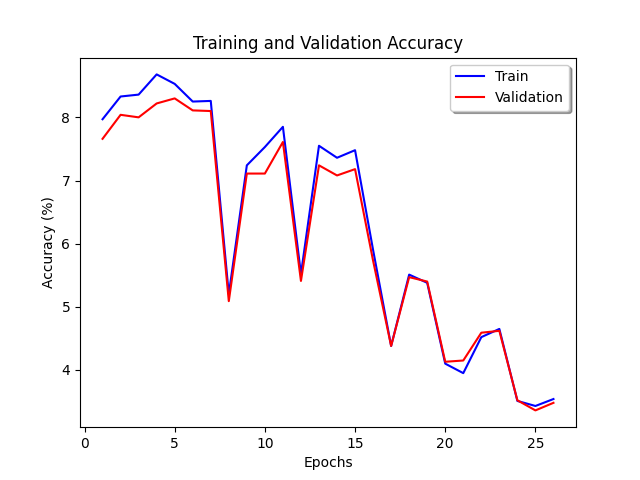 Training and Validation Accuracy
Train
Validation
8
7
6
5
4
Accuracy (%)
0 5 10 15 20 25
Epochs